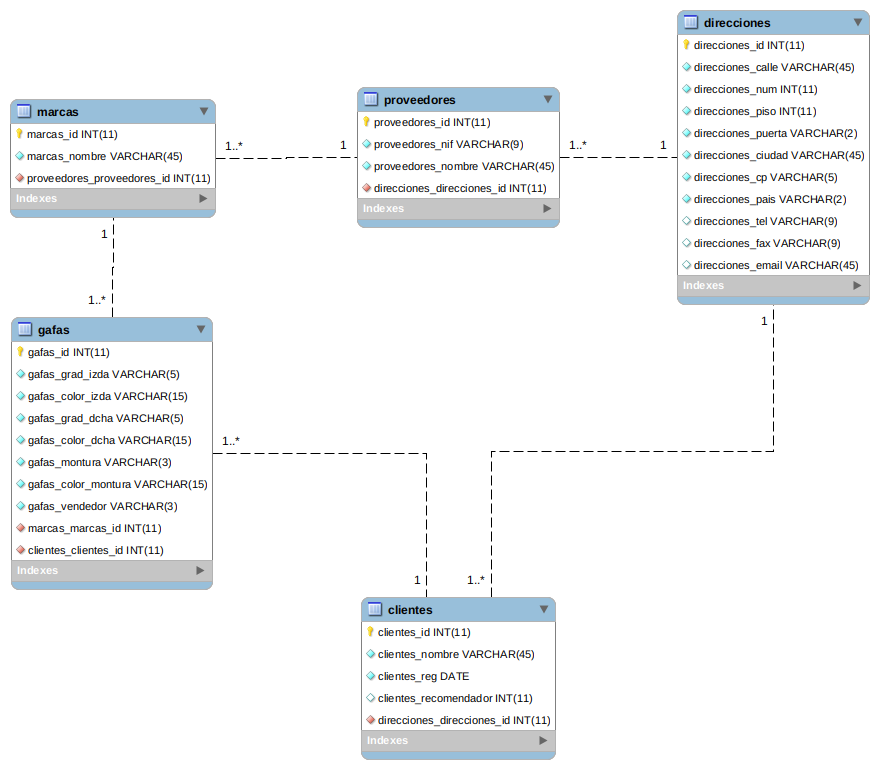 direcciones
direcciones_id INT(11)
direcciones_calle VARCHAR(45)
direcciones_num INT(11)
direcciones_piso INT(11)
direcciones_puerta VARCHAR(2)
direcciones_ciudad VARCHAR(45)
direcciones_cp VARCHAR(5)
direcciones_pais VARCHAR(2)
direcciones_tel VARCHAR(9)
direcciones_fax VARCHAR(9)
direcciones_email VARCHAR(45)
Indexes
proveedores
proveedores_id INT(11)
proveedores_nif VARCHAR(9)
proveedores_nombre VARCHAR(45)
direcciones_direcciones_id INT(11)
Indexes
marcas
marcas_id INT(11)
marcas_nombre VARCHAR(45)
proveedores_proveedores_id INT(11)
Indexes
1..*
1
1..*
1
1
1..*
1
gafas
gafas_id INT(11)
gafas_grad_izda VARCHAR(5)
gafas_color_izda VARCHAR(15)
gafas_grad_dcha VARCHAR(5)
gafas_color_dcha VARCHAR(15)
gafas_montura VARCHAR(3)
gafas_color_montura VARCHAR(15)
gafas_vendedor VARCHAR(3)
marcas_marcas_id INT(11)
clientes_clientes_id INT(11)
Indexes
1..*
1
1..*
clientes
clientes_id INT(11)
clientes_nombre VARCHAR(45)
clientes_reg DATE
clientes_recomendador INT(11)
direcciones_direcciones_id INT(11)
Indexes